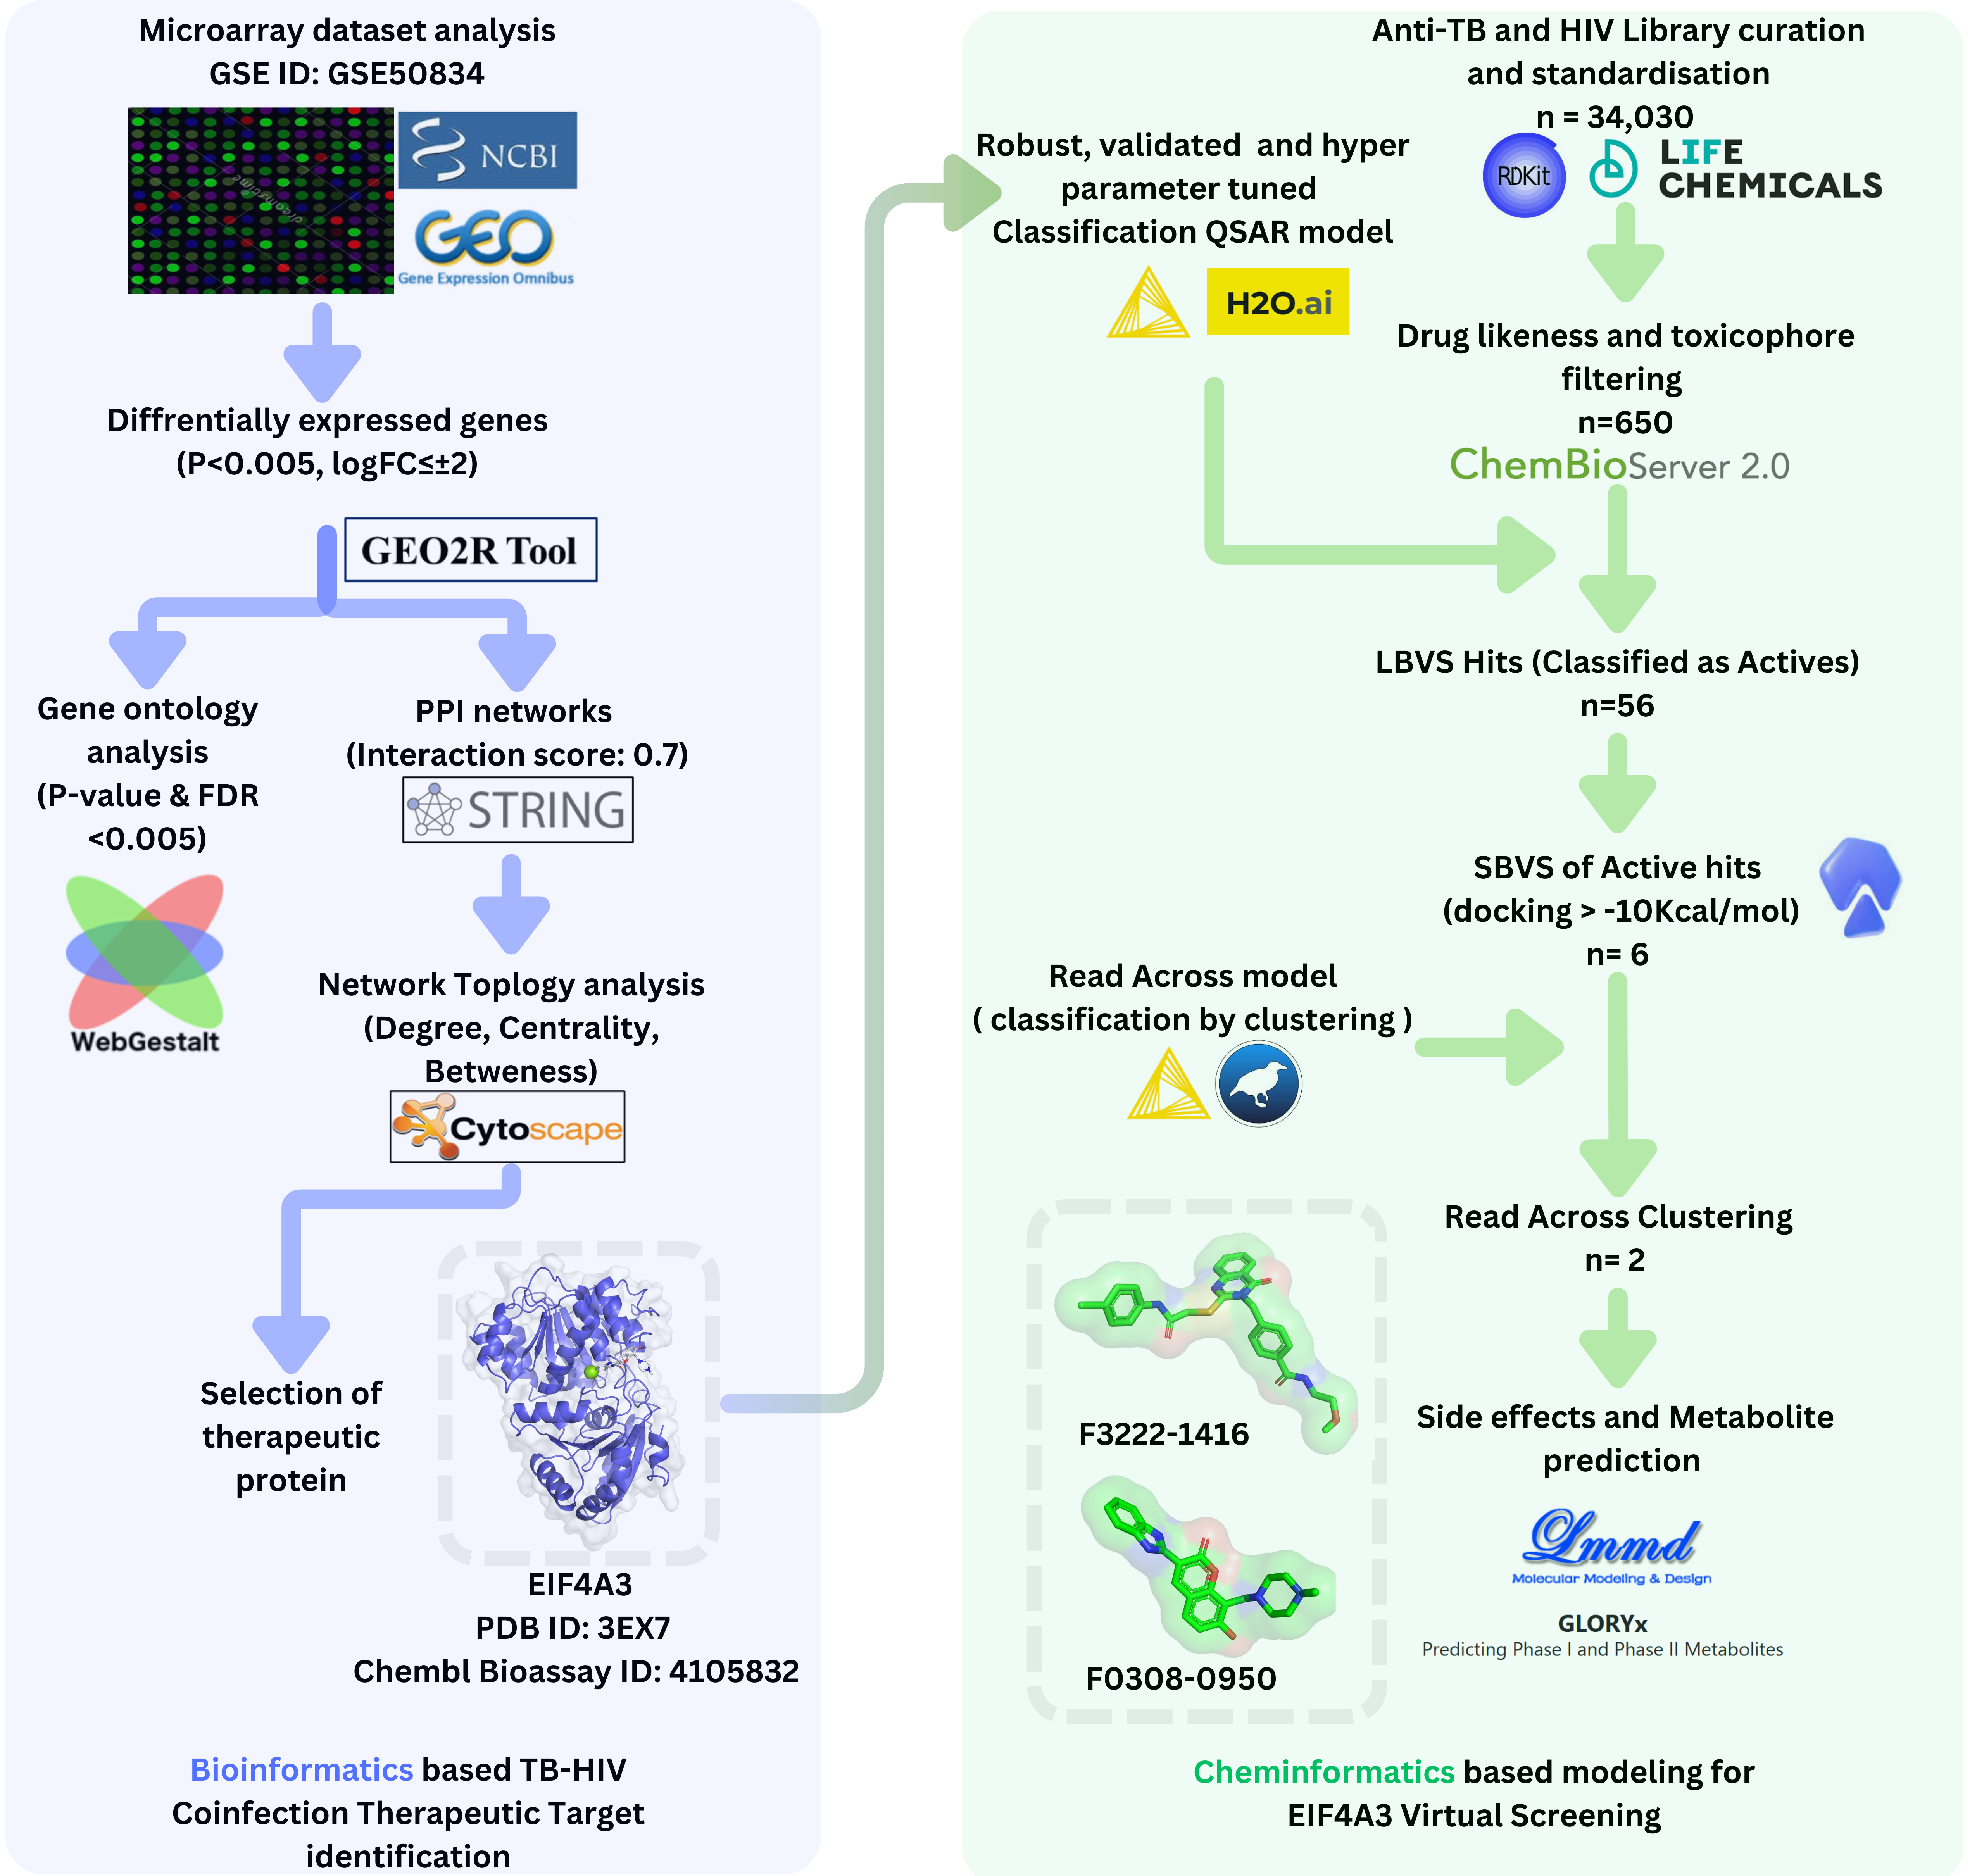 Microarray dataset analysis
GSE ID: GSE50834
dreamstime
NCBI
GEO
Gene Expression Omnibus
Diffrentially expressed genes
(P<0.005, logFC≤±2)
GEO2R Tool
Gene ontology
analysis
(P-value & FDR
<0.005)
WebGestalt
PPI networks
(Interaction score: 0.7)
STRING
Network Toplogy analysis
(Degree, Centrality,
Betweness)
Cytoscape
Selection of
therapeutic
protein
EIF4A3
PDB ID: 3EX7
Chembl Bioassay ID: 4105832
Bioinformatics based TB-HIV
Coinfection Therapeutic Target
identification
Anti-TB and HIV Library curation
and standardisation
n = 34,030
RDKit
LIFE
CHEMICALS
Robust, validated and hyper
parameter tuned
Classification QSAR model
H2O.ai
Drug likeness and toxicophore
filtering
n=650
ChemBioServer 2.0
LBVS Hits (Classified as Actives)
n=56
SBVS of Active hits
(docking > -10Kcal/mol)
n= 6
Read Across model
( classification by clustering )
Read Across Clustering
n= 2
F3222-1416
F0308-0950
Side effects and Metabolite
prediction
Lmmd
Molecular Modeling & Design
GLORYx
Predicting Phase I and Phase II Metabolites
Cheminformatics based modeling for
EIF4A3 Virtual Screening